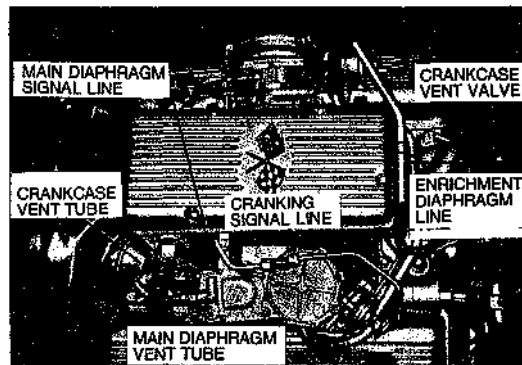 MAIN DIAPHRAGM
SIGNAL LINE
CRANKCASE
VENT VALVE
CRANKCASE
VENT TUBE
CRANKING
SIGNAL LINE
ENRICHMENT
DIAPHRAGM
LINE
MAIN DIAPHRAGM
VENT TUBE